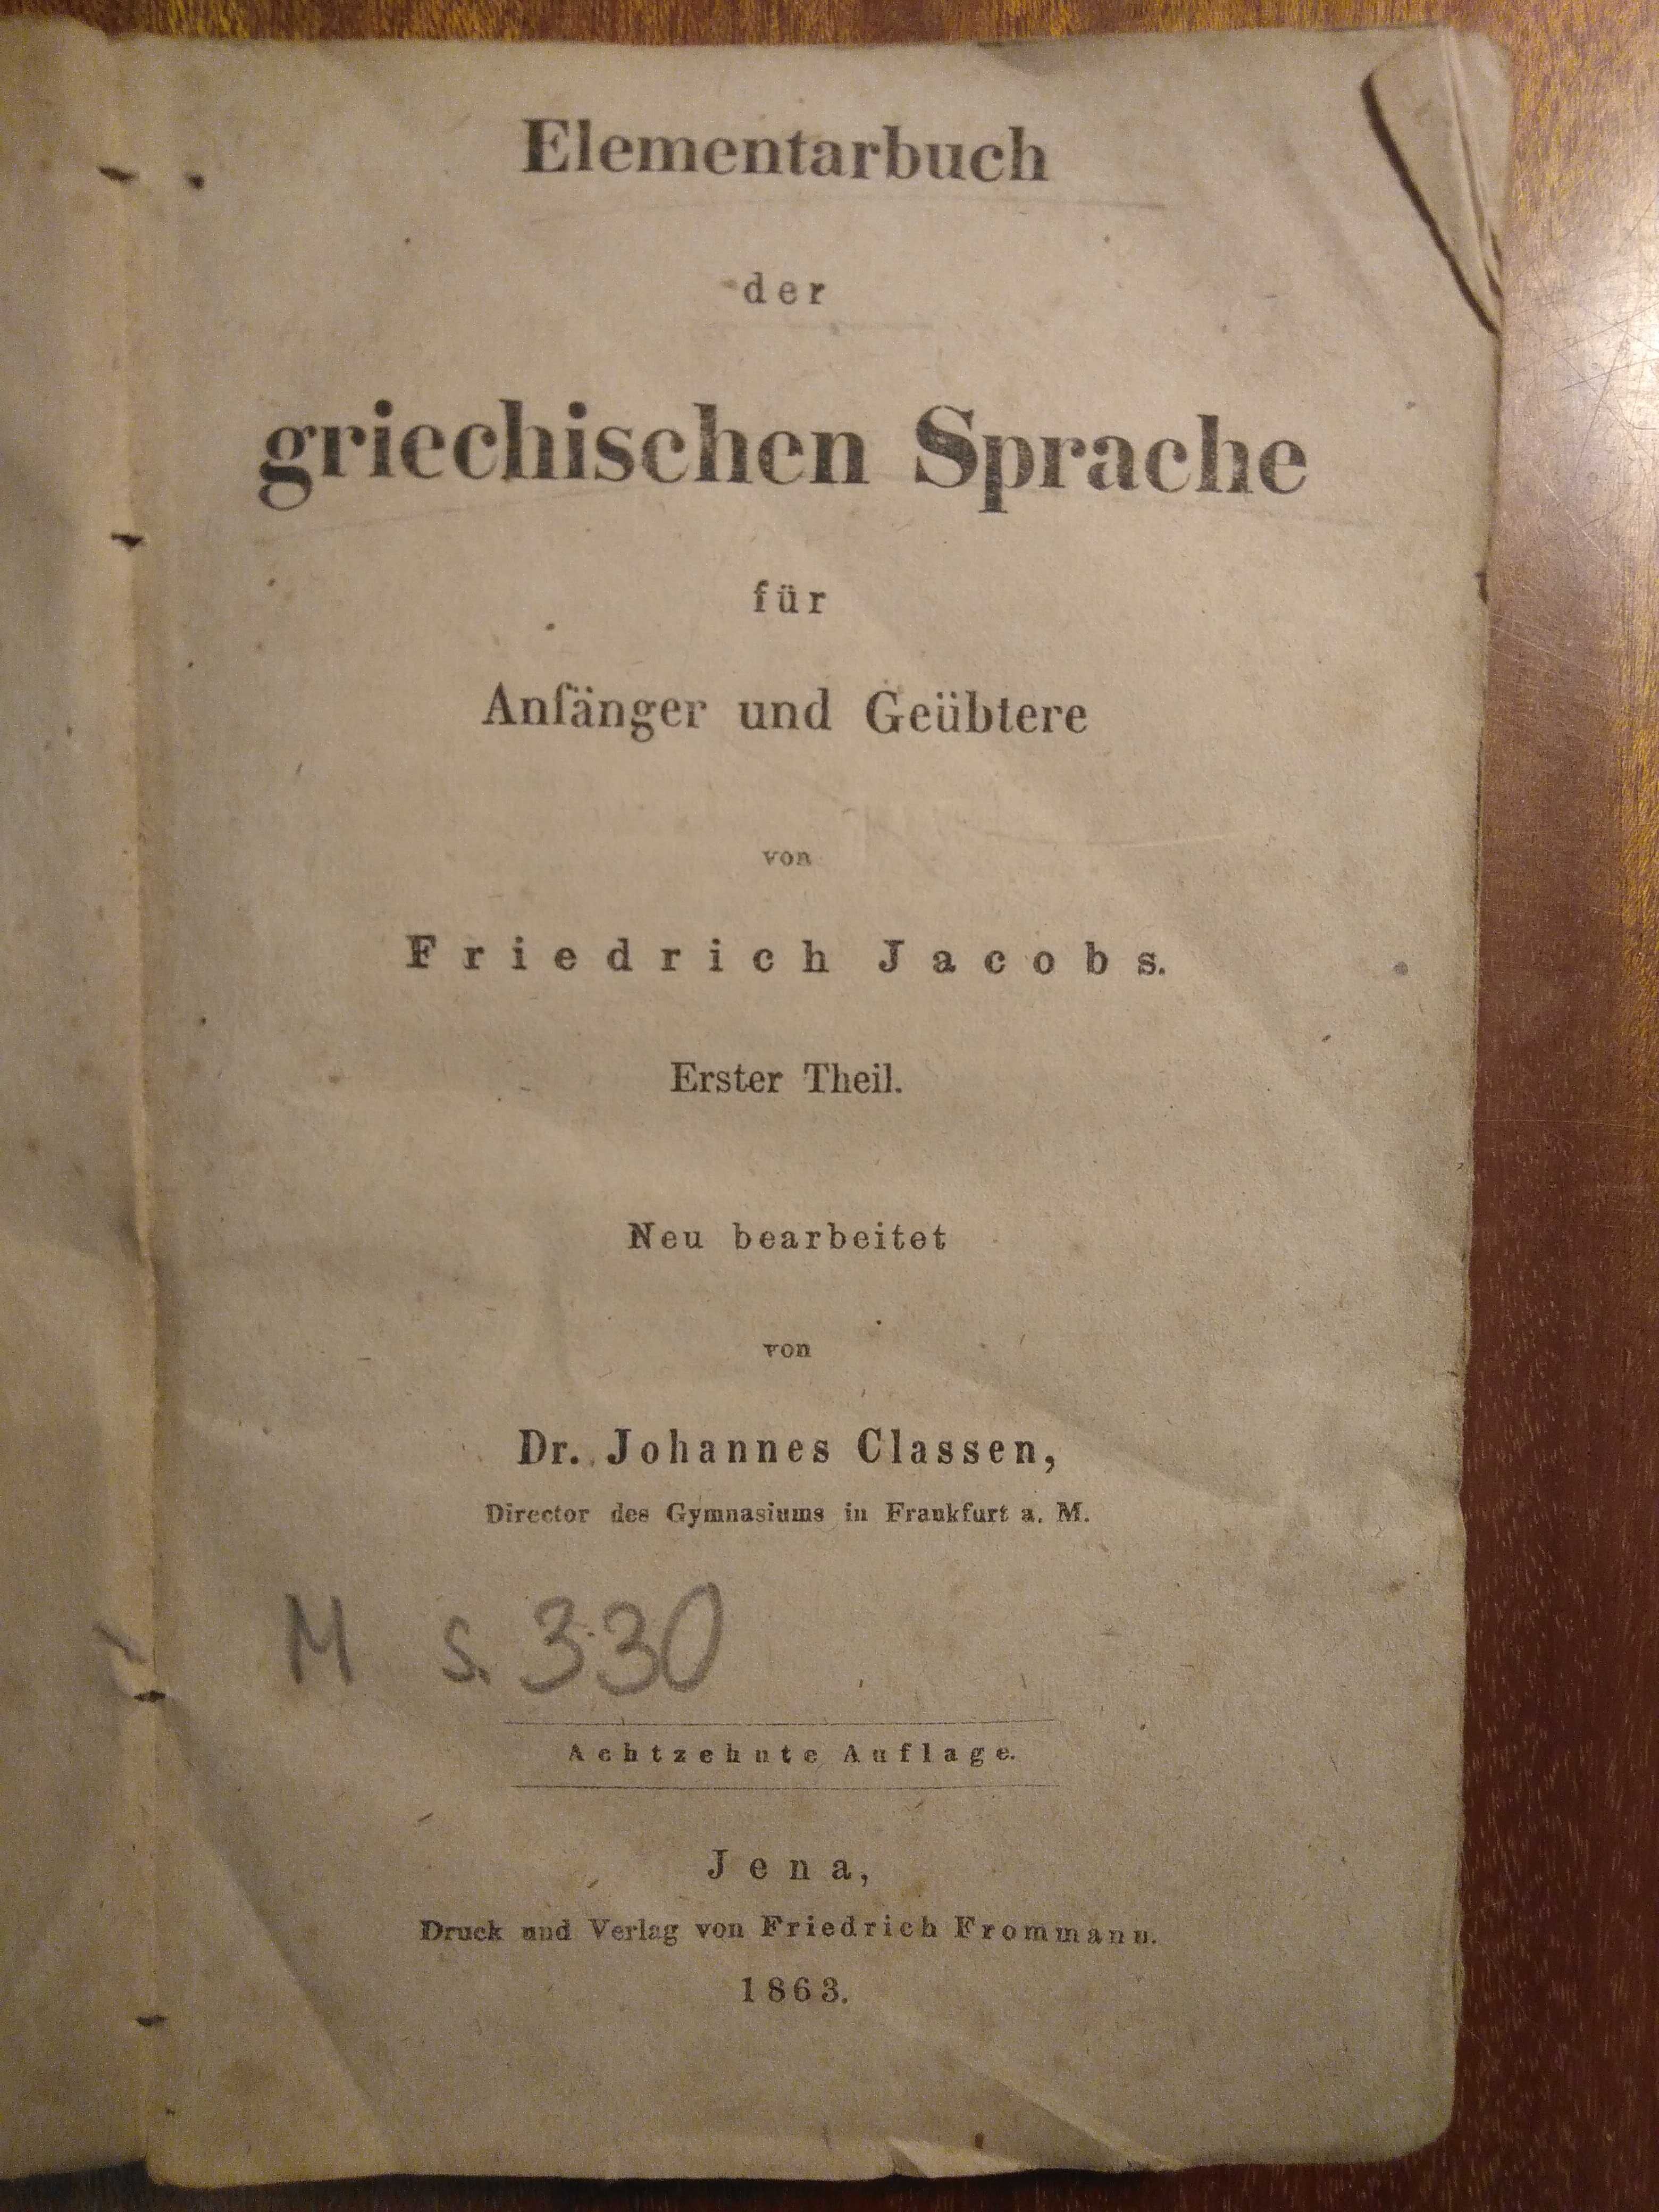 Elementarbuch
der
griechischen Sprache
für
Anfänger und Geübtere
von
Friedrich Jacobs.
Erster Theil.
Neu bearbeitet
von
Dr. Johannes Classen,
Director des Gymnasiums in Frankfurt a. M.
M s. 330
Achtzehnte Auflage.
Jena,
Druck und Verlag von Friedrich Frommann.
1863.